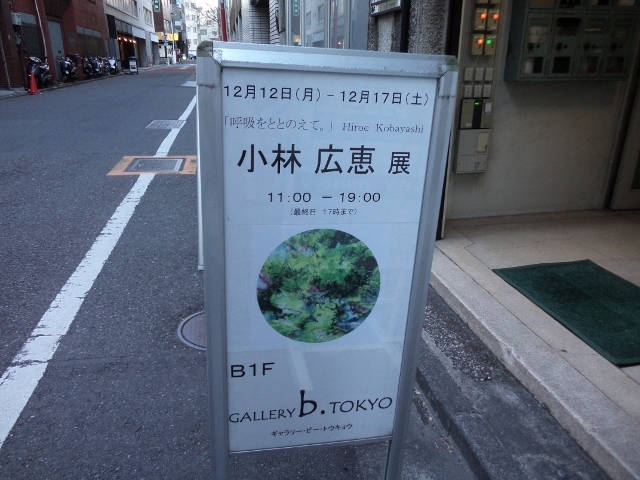 12月12日(月) - 12月17日(土)
「呼吸をととのえて。」 Hiroe Kobayashi
小林 広恵 展
11:00 － 19:00
(最終日 17時まで)
B1F
GALLERY b. TOKYO
ギャラリー・ビー・トウキョウ